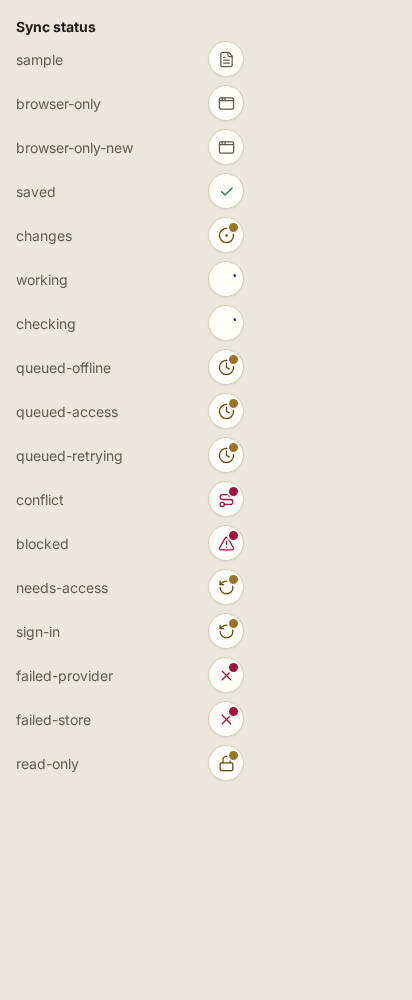 Sync status
sample
browser-only
browser-only-new
saved
changes
working
checking
queued-offline
queued-access
queued-retrying
conflict
blocked
needs-access
sign-in
failed-provider
failed-store
read-only